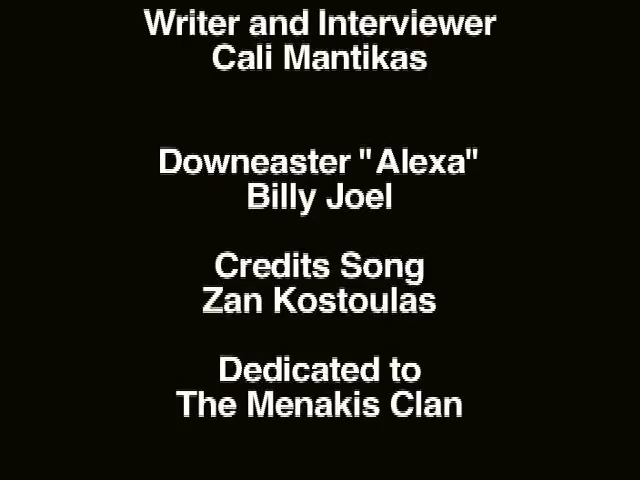 Writer and Interviewer
Cali Mantikas
Downeaster "Alexa"
Billy Joel
Credits Song
Zan Kostoulas
Dedicated to
The Menakis Clan